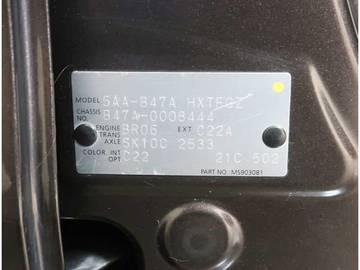 MODEL 5AA-B47A HXTEGZ
CHASSIS NO. B47A-0008444
ENGINE BR06 EXT C22A
TRANS AXLE SK10C 2533
COLOR, INT OPT C22 21C 502
PART NO. M5903081